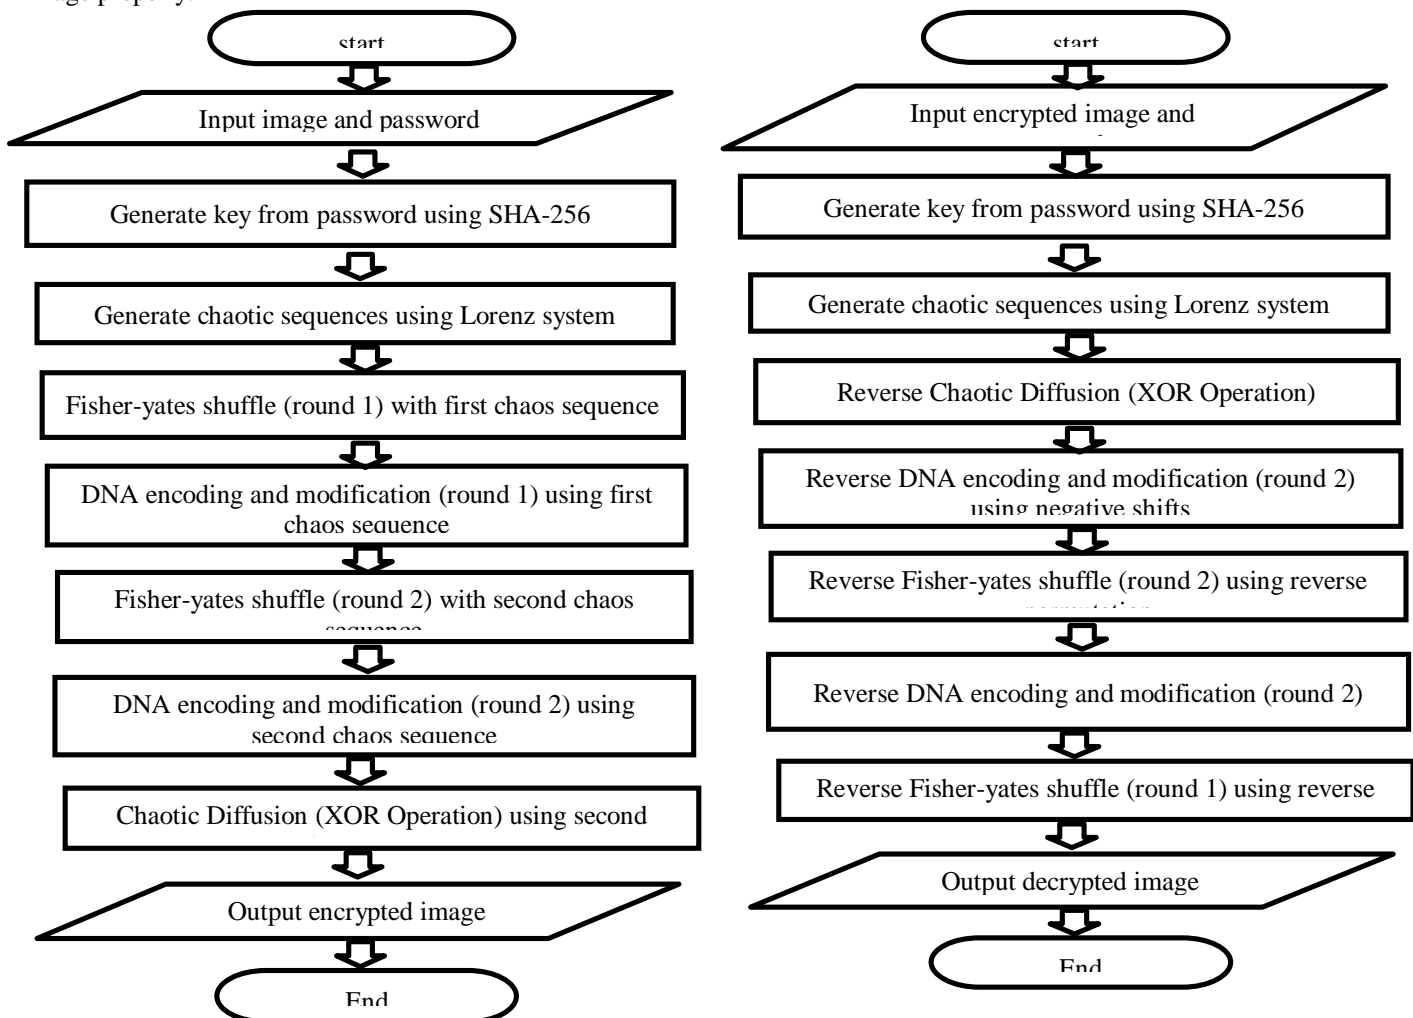 start
Input image and password
Generate key from password using SHA-256
Generate chaotic sequences using Lorenz system
Fisher-yates shuffle (round 1) with first chaos sequence
DNA encoding and modification (round 1) using first
chaos sequence
Fisher-yates shuffle (round 2) with second chaos
sequence
DNA encoding and modification (round 2) using
second chaos sequence
Chaotic Diffusion (XOR Operation) using second
Output encrypted image
End
start
Input encrypted image and
Generate key from password using SHA-256
Generate chaotic sequences using Lorenz system
Reverse Chaotic Diffusion (XOR Operation)
Reverse DNA encoding and modification (round 2)
using negative shifts
Reverse Fisher-yates shuffle (round 2) using reverse
permutation
Reverse DNA encoding and modification (round 2)
Reverse Fisher-yates shuffle (round 1) using reverse
Output decrypted image
End